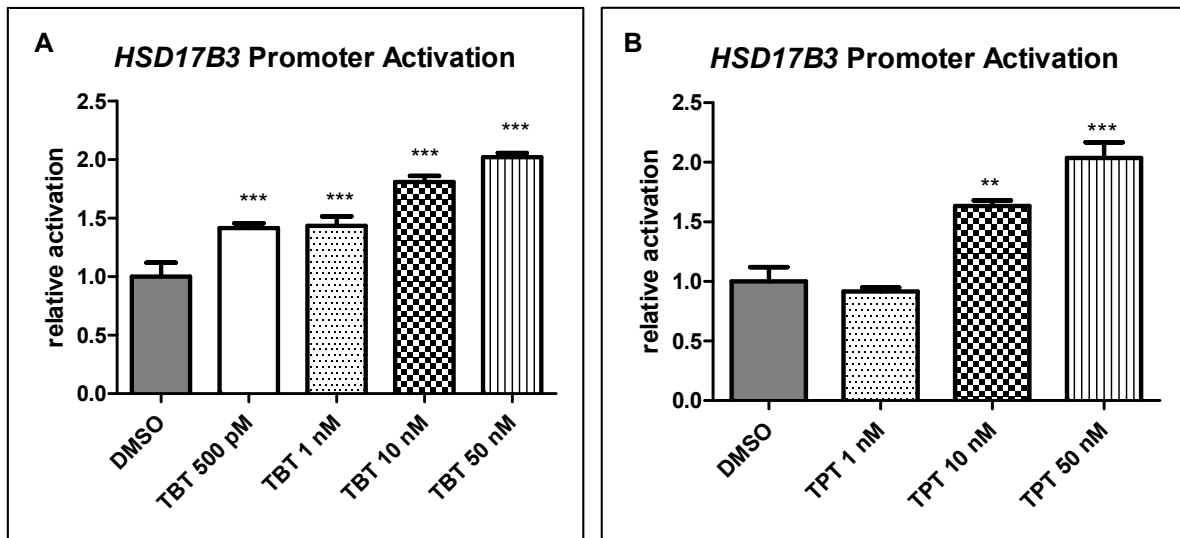 A
HSD17B3 Promoter Activation
relative activation
2.5
2.0
1.5
1.0
0.5
0.0
***
***
***
***
DMSO
TBT 500 pM
TBT 1 nM
TBT 10 nM
TBT 50 nM
B
HSD17B3 Promoter Activation
relative activation
2.5
2.0
1.5
1.0
0.5
0.0
**
***
DMSO
TPT 1 nM
TPT 10 nM
TPT 50 nM